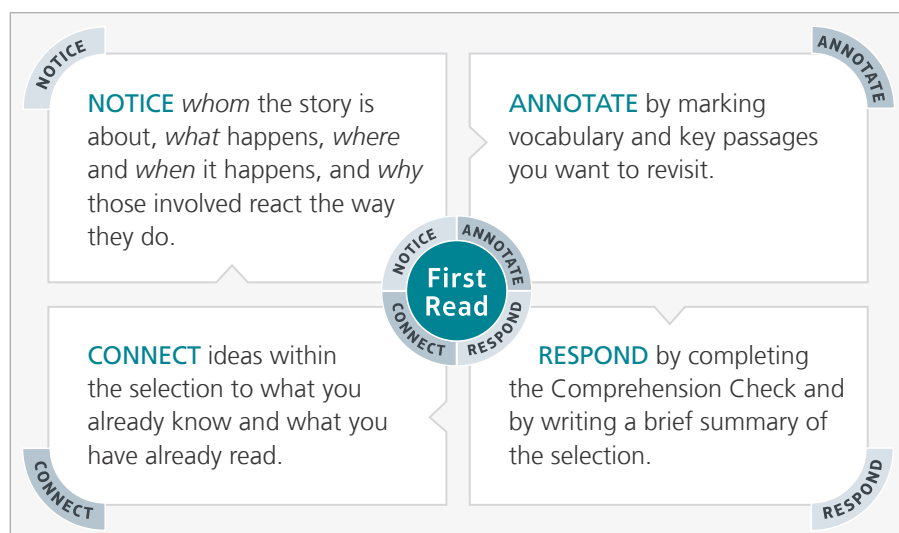 NOTICE
NOTICE whom the story is
about, what happens, where
and when it happens, and why
those involved react the way
they do.
ANNOTATE
ANNOTATE by marking
vocabulary and key passages
you want to revisit.
NOTICE
ANNOTATE
First
Read
CONNECT
RESPOND
CONNECT ideas within
the selection to what you
already know and what you
have already read.
CONNECT
RESPOND by completing
the Comprehension Check and
by writing a brief summary of
the selection.
RESPOND